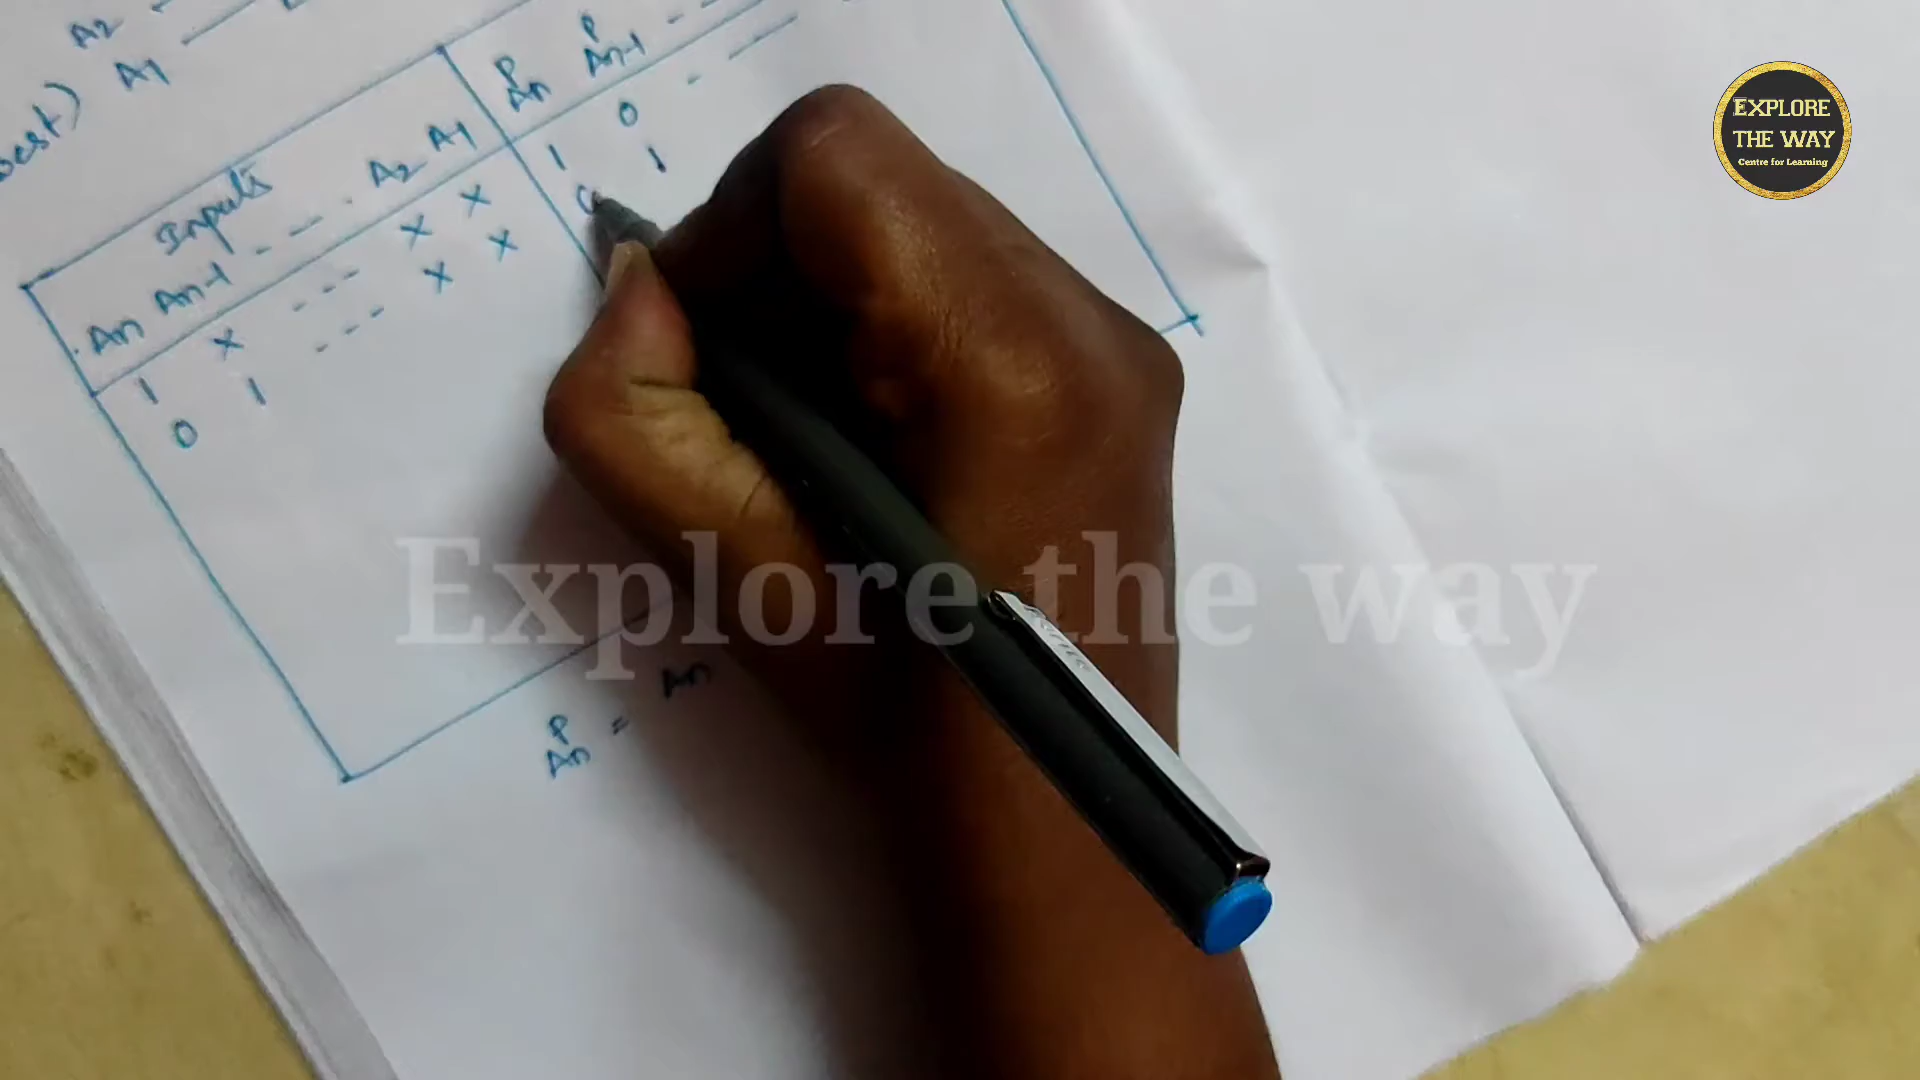 A2
A1
Inputs
An An-1 - - - . A2 A1
P An P An-1 - - -
1 X - - - X X 1 0 - - -
0 1 - - - X X 0 1
P An = An
EXPLORE
THE WAY
Centre for Learning
Explore the way